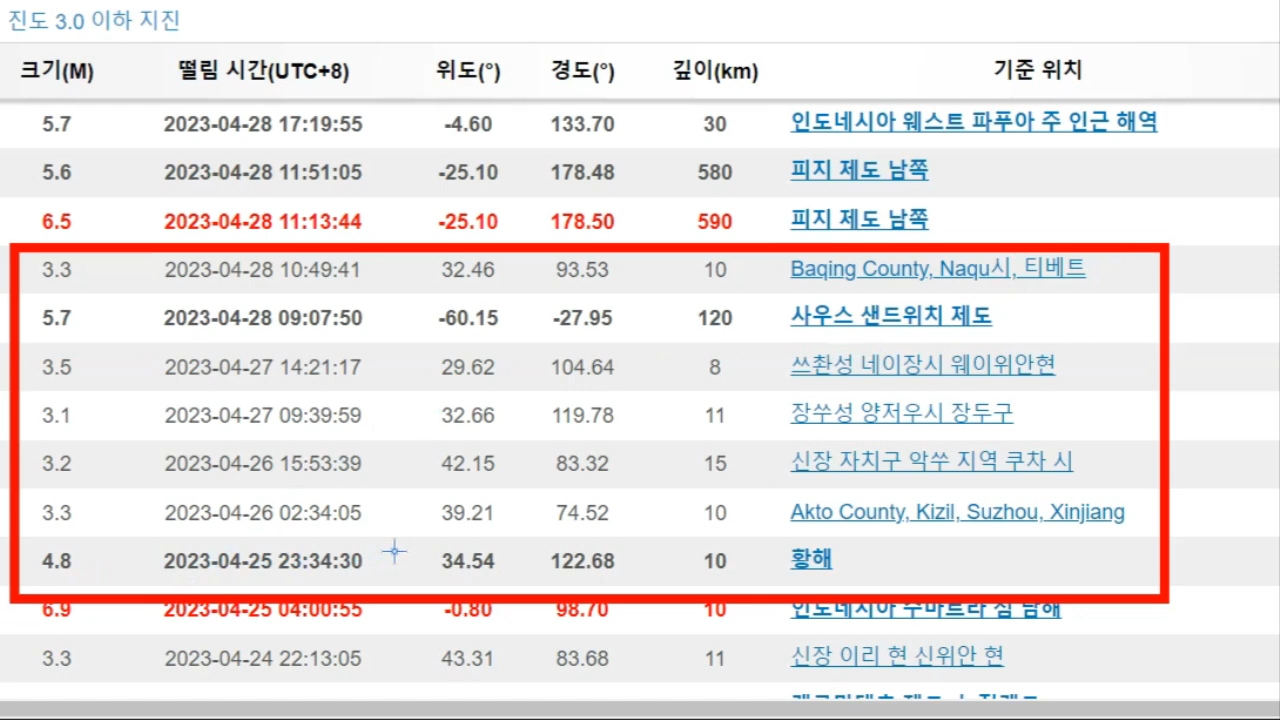 진도 3.0 이하 지진
크기(M) 떨림 시간(UTC+8) 위도(°) 경도(°) 깊이(km) 기준 위치
5.7 2023-04-28 17:19:55 -4.60 133.70 30 인도네시아 웨스트 파푸아 주 인근 해역
5.6 2023-04-28 11:51:05 -25.10 178.48 580 피지 제도 남쪽
6.5 2023-04-28 11:13:44 -25.10 178.50 590 피지 제도 남쪽
3.3 2023-04-28 10:49:41 32.46 93.53 10 Baqing County, Naqu시, 티베트
5.7 2023-04-28 09:07:50 -60.15 -27.95 120 사우스 샌드위치 제도
3.5 2023-04-27 14:21:17 29.62 104.64 8 쓰촨성 네이장시 웨이위안현
3.1 2023-04-27 09:39:59 32.66 119.78 11 장쑤성 양저우시 장두구
3.2 2023-04-26 15:53:39 42.15 83.32 15 신장 자치구 악쑤 지역 쿠차 시
3.3 2023-04-26 02:34:05 39.21 74.52 10 Akto County, Kizil, Suzhou, Xinjiang
4.8 2023-04-25 23:34:30 34.54 122.68 10 황해
6.9 2023-04-25 04:00:55 -0.80 98.70 10 인도네시아 수마트라 섬 남해
3.3 2023-04-24 22:13:05 43.31 83.68 11 신장 이리 현 신위안 현